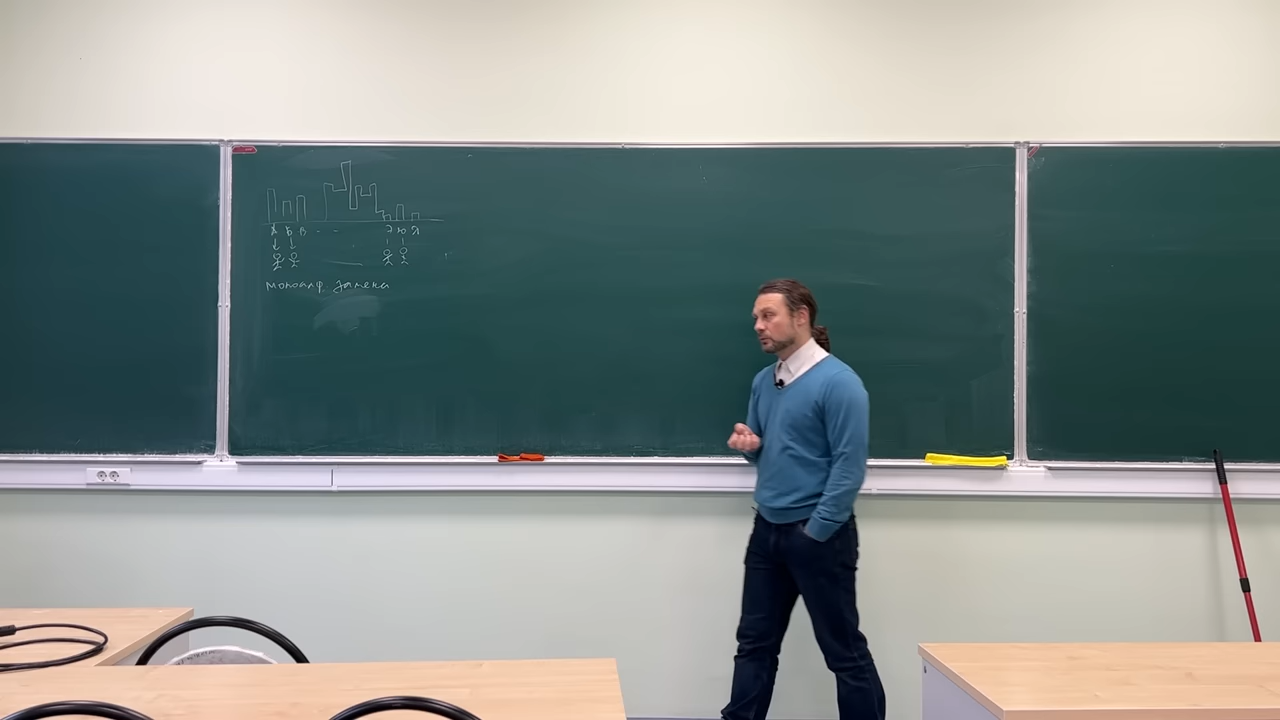 А Б В . . Э Ю Я
моноалф. замена